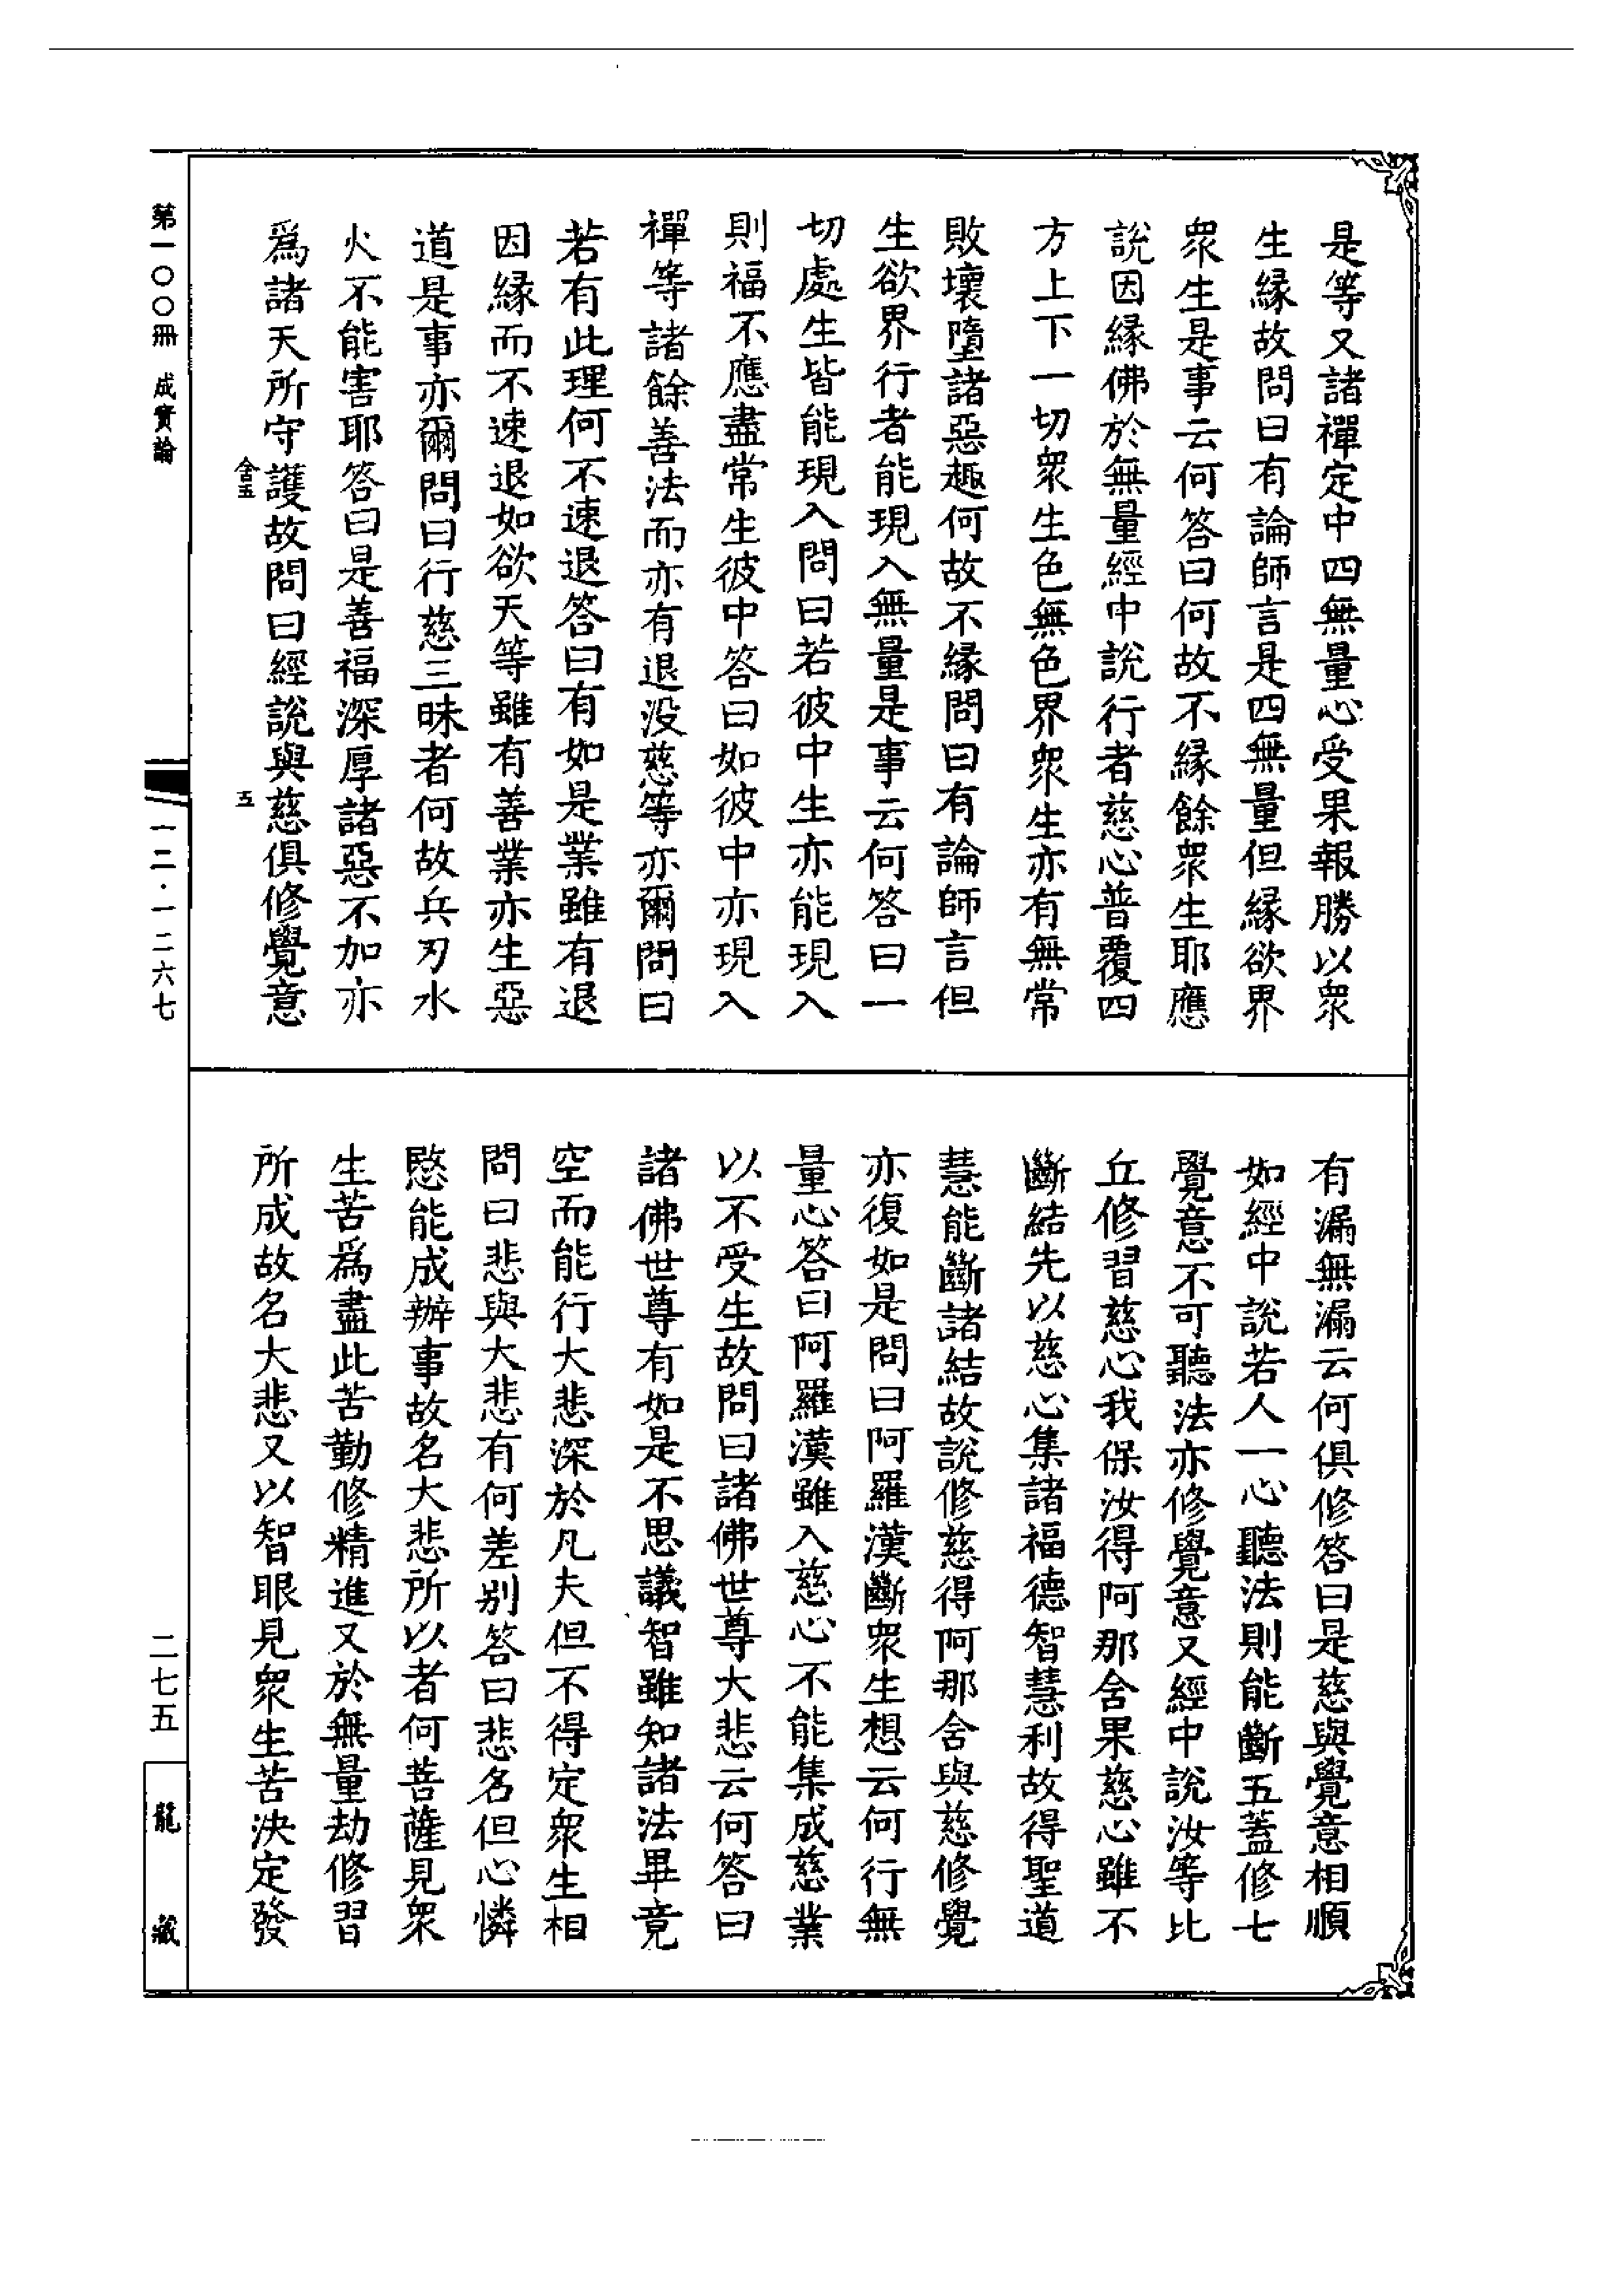 是等又諸禪定中四無量心受果報勝以衆
生緣故問曰有論師言是四無量但緣欲界
衆生是事云何答曰何故不緣餘衆生耶應
說因緣佛於無量經中說行者慈心普覆四
方上下一切衆生色無色界衆生亦有無常
敗壞墮諸惡趣何故不緣問曰有論師言但
生欲界行者能現入無量是事云何答曰一
切處生皆能現入問曰若彼中生亦能現入
則福不應盡常生彼中答曰如彼中亦現入
禪等諸餘善法而亦有退没慈等亦爾問曰
若有此理何不速退答曰有如是業雖有退
因緣而不速退如欲天等雖有善業亦生惡
道是事亦爾問曰行慈三昧者何故兵刃水
火不能害耶答曰是善福深厚諸惡不加亦
爲諸天所守護故問曰經說與慈俱修覺意
有漏無漏云何俱修答曰是慈與覺意相順
如經中說若人一心聽法則能斷五蓋修七
覺意不可聽法亦修覺意又經中說汝等比
丘修習慈心我保汝得阿那含果慈心雖不
斷結先以慈心集諸福德智慧利故得聖道
慧能斷諸結故說修慈得阿那含與慈修覺
亦復如是問曰阿羅漢斷衆生想云何行無
量心答曰阿羅漢雖入慈心不能集成慈業
以不受生故問曰諸佛世尊大悲云何答曰
諸佛世尊有如是不思議智雖知諸法畢竟
空而能行大悲深於凡夫但不得定衆生相
問曰悲與大悲有何差別答曰悲名但心憐
愍能成辦事故名大悲所以者何菩薩見衆
生苦爲盡此苦勤修精進又於無量劫修習
所成故名大悲又以智眼見衆生苦決定發
含五
五
第一〇〇冊 成實論
一二·一二六七
二七五
龍藏